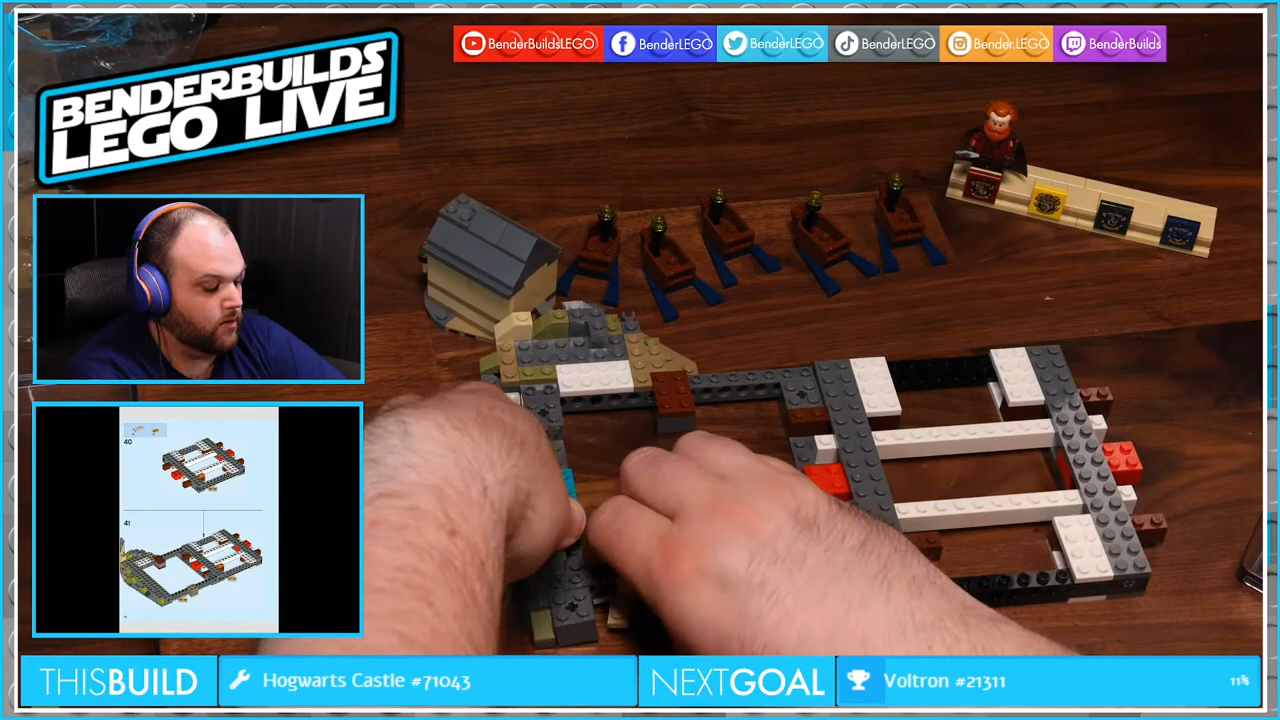 BENDERBUILDS
LEGO LIVE
BenderBuildsLEGO
BenderLEGO
BenderLEGO
BenderLEGO
Bender.LEGO
BenderBuilds
40
41
THISBUILD
Hogwarts Castle #71043
NEXTGOAL
Voltron #21311
11%